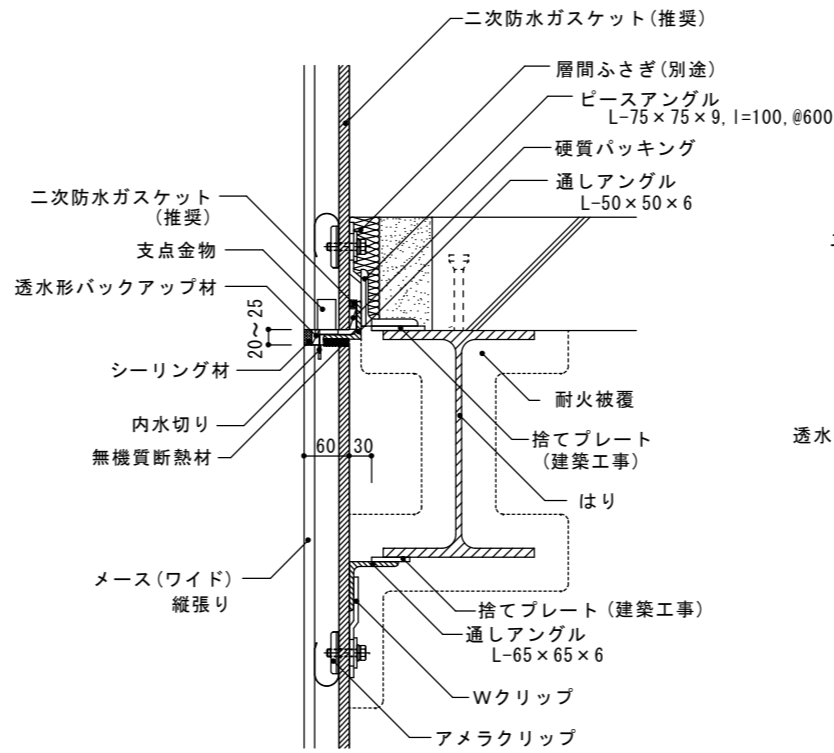 二次防水ガスケット(推奨)
層間ふさぎ(別途)
ピースアングル
L-75×75×9, l=100, @600
硬質パッキング
通しアングル
L-50×50×6
二次防水ガスケット
(推奨)
支点金物
透水形バックアップ材
20～25
シーリング材
内水切り
無機質断熱材
60
30
耐火被覆
捨てプレート
(建築工事)
はり
透水
メース(ワイド)
縦張り
捨てプレート(建築工事)
通しアングル
L-65×65×6
Wクリップ
アメラクリップ